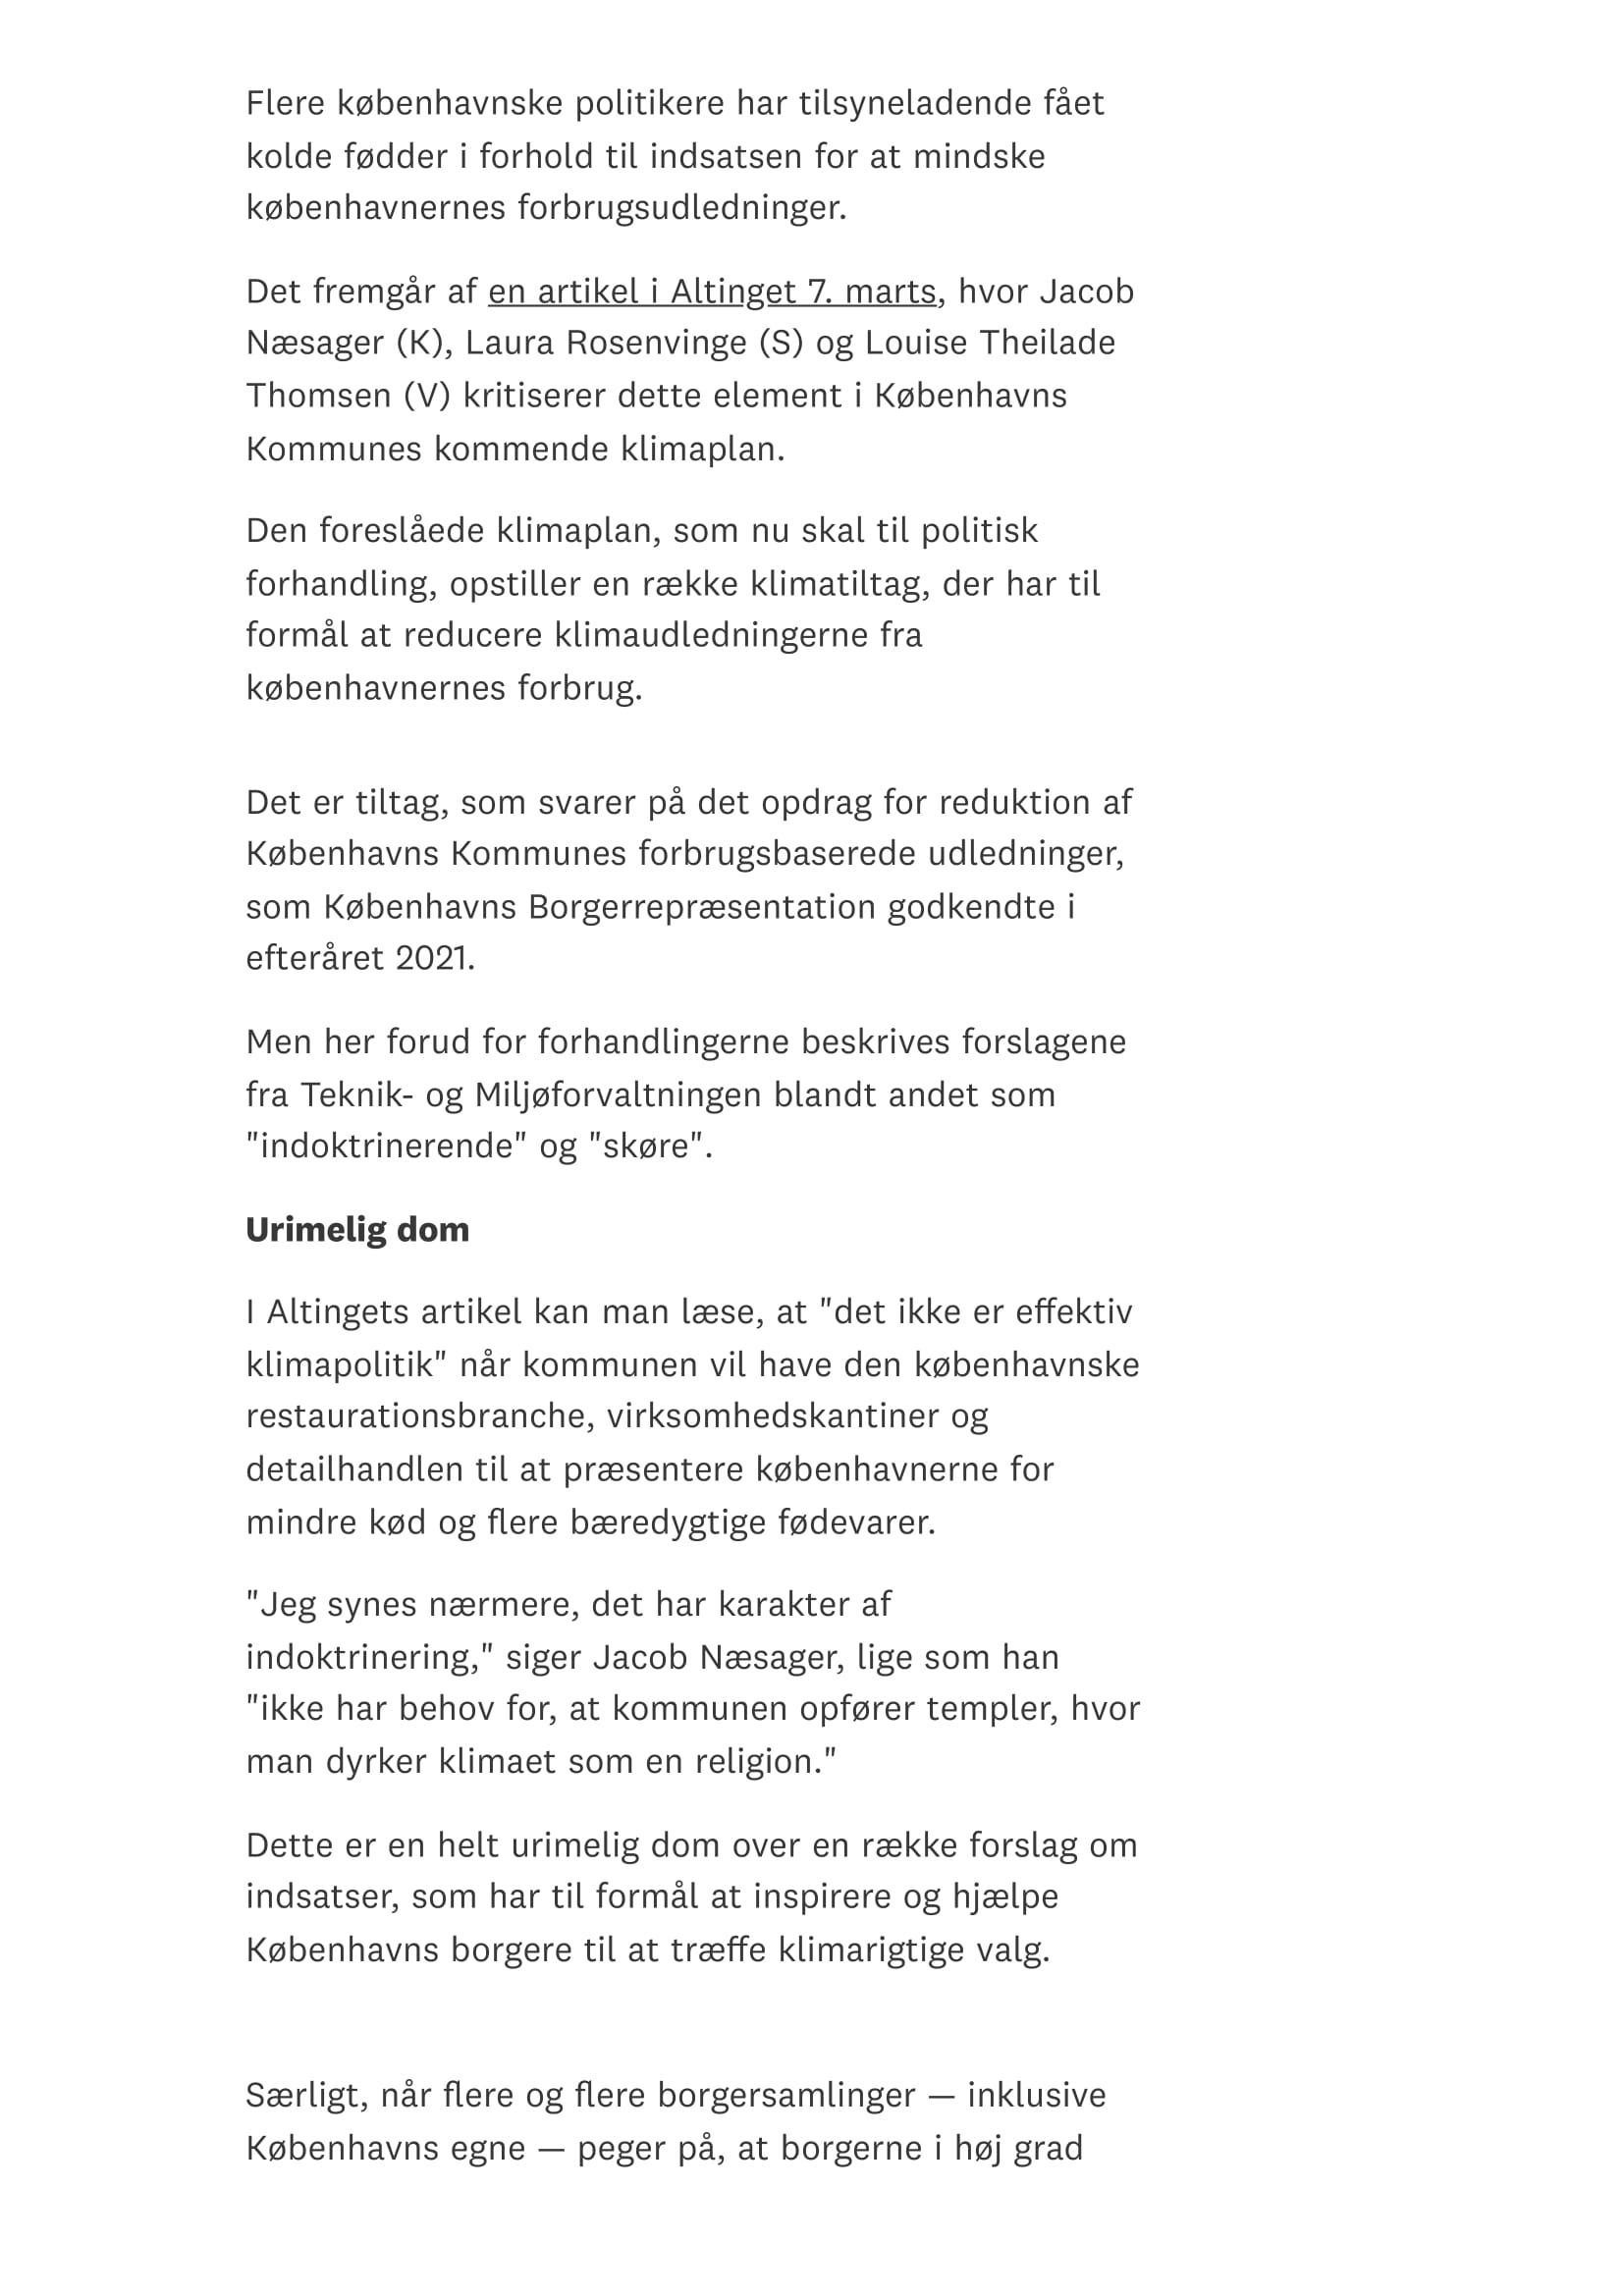 Flere københavnske politikere har tilsyneladende fået
kolde fødder i forhold til indsatsen for at mindske
københavnernes forbrugsudledninger.
Det fremgår af en artikel i Altinget 7. marts, hvor Jacob
Næsager (K), Laura Rosenvinge (S) og Louise Theilade
Thomsen (V) kritiserer dette element i Københavns
Kommunes kommende klimaplan.
Den foreslåede klimaplan, som nu skal til politisk
forhandling, opstiller en række klimatiltag, der har til
formål at reducere klimaudledningerne fra
københavnernes forbrug.
Det er tiltag, som svarer på det opdrag for reduktion af
Københavns Kommunes forbrugsbaserede udledninger,
som Københavns Borgerrepræsentation godkendte i
efteråret 2021.
Men her forud for forhandlingerne beskrives forslagene
fra Teknik- og Miljøforvaltningen blandt andet som
"indoktrinerende" og "skøre".
Urimelig dom
I Altingets artikel kan man læse, at "det ikke er effektiv
klimapolitik" når kommunen vil have den københavnske
restaurationsbranche, virksomhedskantiner og
detailhandlen til at præsentere københavnerne for
mindre kød og flere bæredygtige fødevarer.
"Jeg synes nærmere, det har karakter af
indoktrinering," siger Jacob Næsager, lige som han
"ikke har behov for, at kommunen opfører templer, hvor
man dyrker klimaet som en religion."
Dette er en helt urimelig dom over en række forslag om
indsatser, som har til formål at inspirere og hjælpe
Københavns borgere til at træffe klimarigtige valg.
Særligt, når flere og flere borgersamlinger — inklusive
Københavns egne — peger på, at borgerne i høj grad